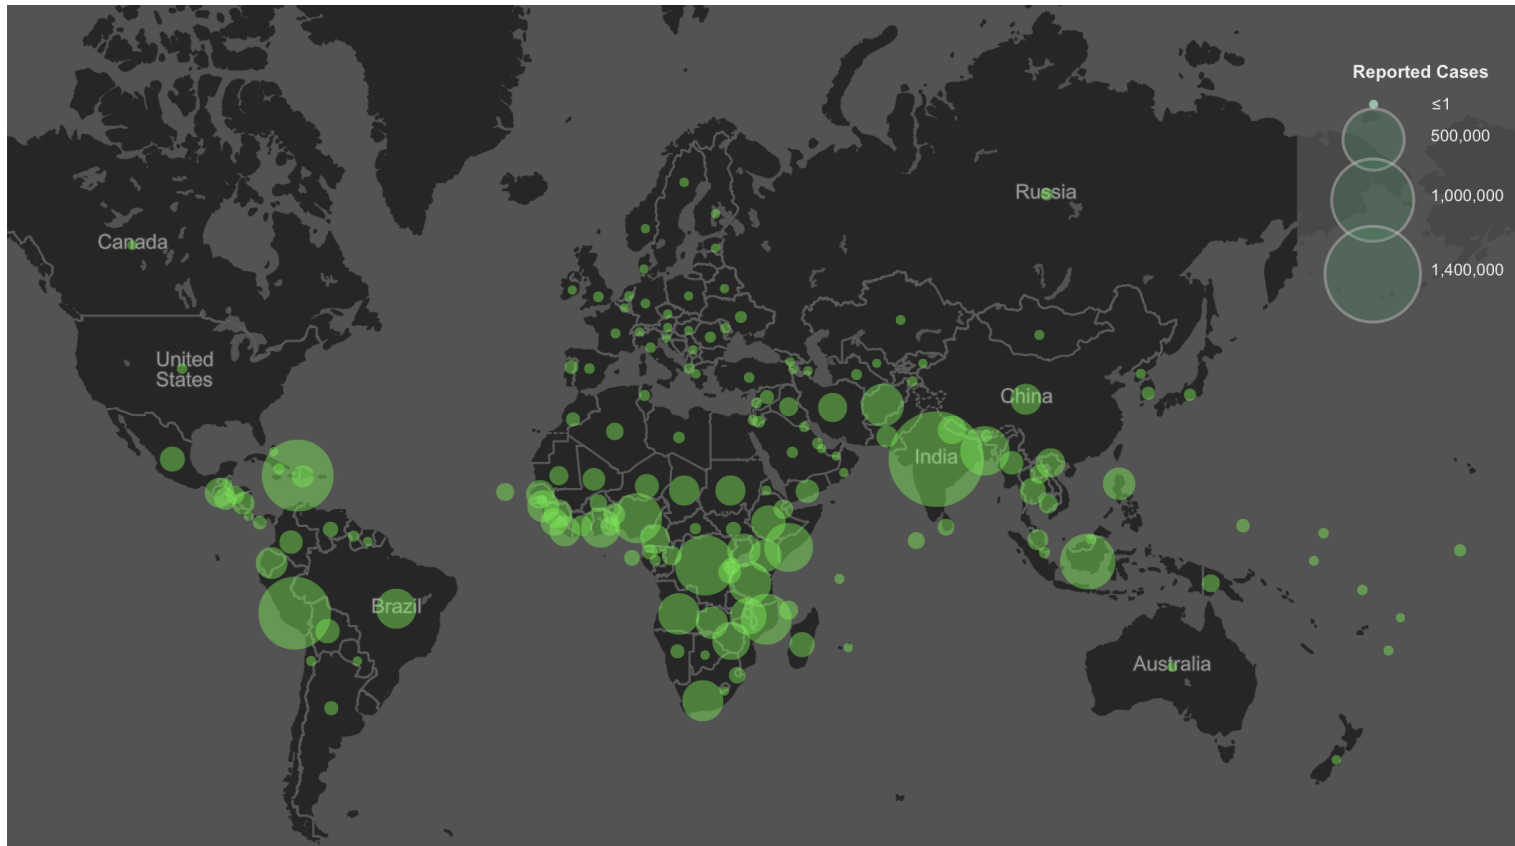 Reported Cases
≤1
500,000
1,000,000
1,400,000
Russia
Canada
United
States
China
India
Brazil
Australia